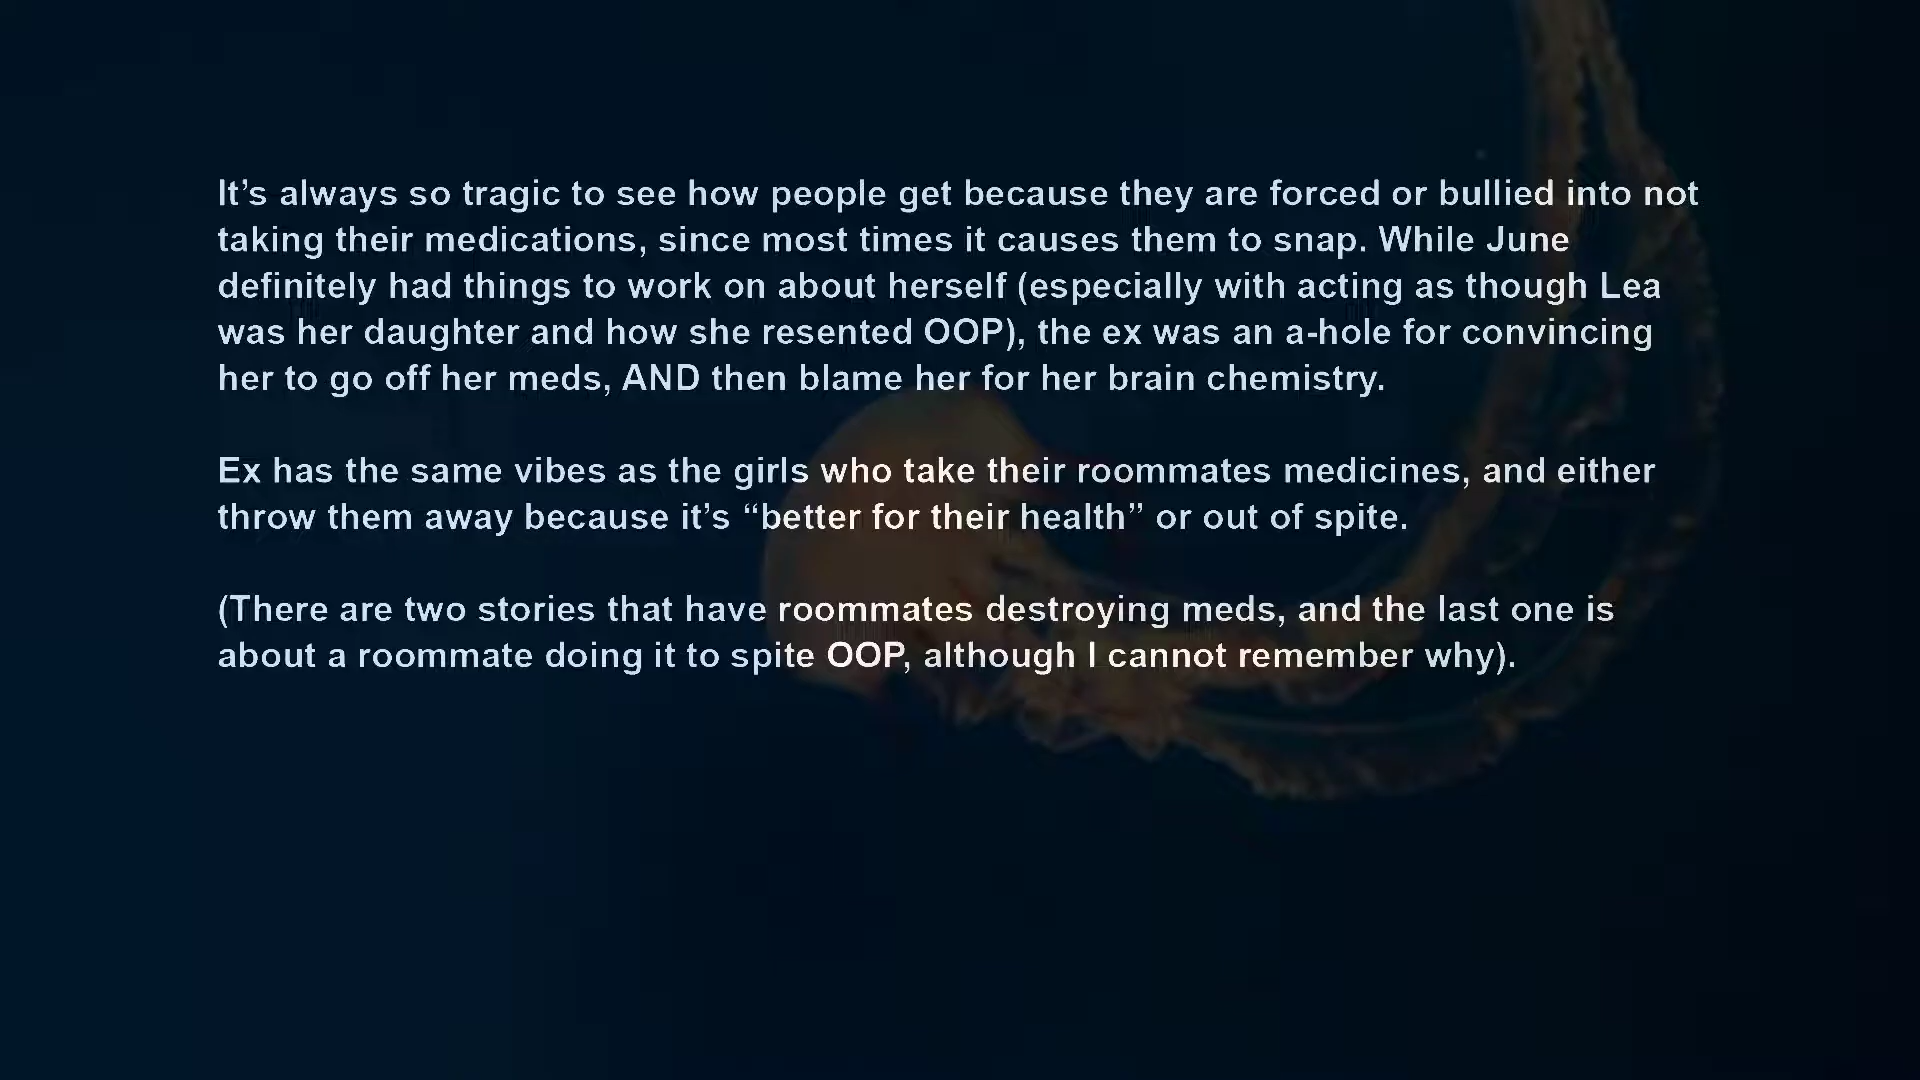 It’s always so tragic to see how people get because they are forced or bullied into not
taking their medications, since most times it causes them to snap. While June
definitely had things to work on about herself (especially with acting as though Lea
was her daughter and how she resented OOP), the ex was an a-hole for convincing
her to go off her meds, AND then blame her for her brain chemistry.
Ex has the same vibes as the girls who take their roommates medicines, and either
throw them away because it’s “better for their health” or out of spite.
(There are two stories that have roommates destroying meds, and the last one is
about a roommate doing it to spite OOP, although I cannot remember why).